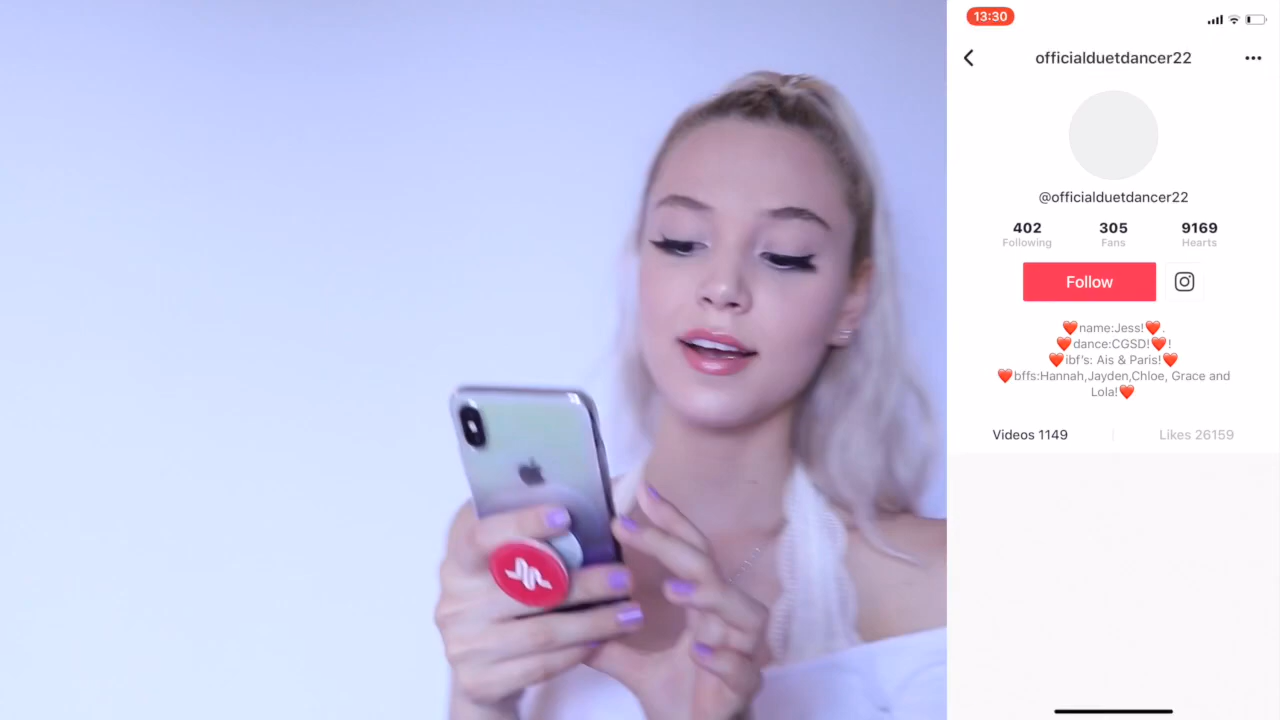 13:30
officialduetdancer22
@officialduetdancer22
402 305 9169
Following Fans Hearts
Follow
❤️name:Jess!❤️.
❤️dance:CGSD!❤️!
❤️ibf's: Ais & Paris!❤️
❤️bffs:Hannah,Jayden,Chloe, Grace and
Lola!❤️
Videos 1149 Likes 26159